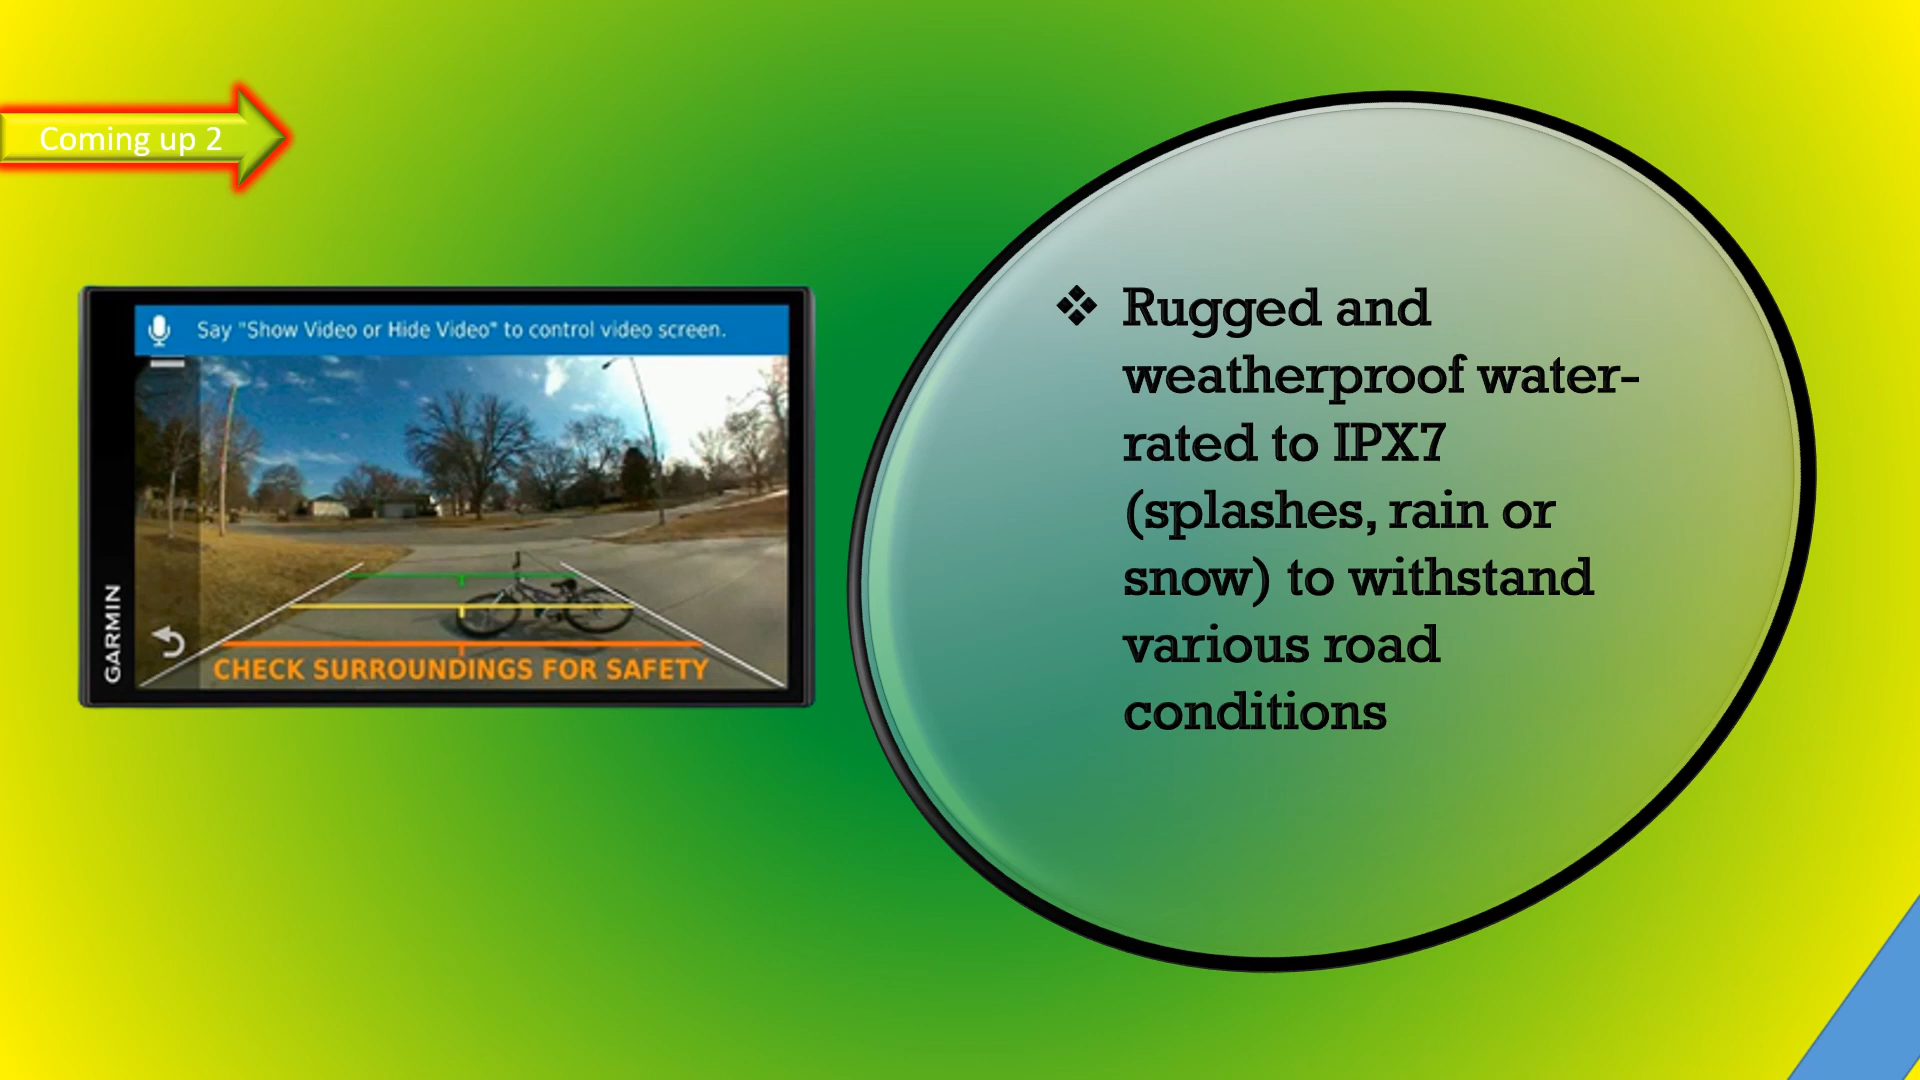 Coming up 2
Say "Show Video or Hide Video" to control video screen.
GARMIN
CHECK SURROUNDINGS FOR SAFETY
❖ Rugged and
weatherproof water-
rated to IPX7
(splashes, rain or
snow) to withstand
various road
conditions